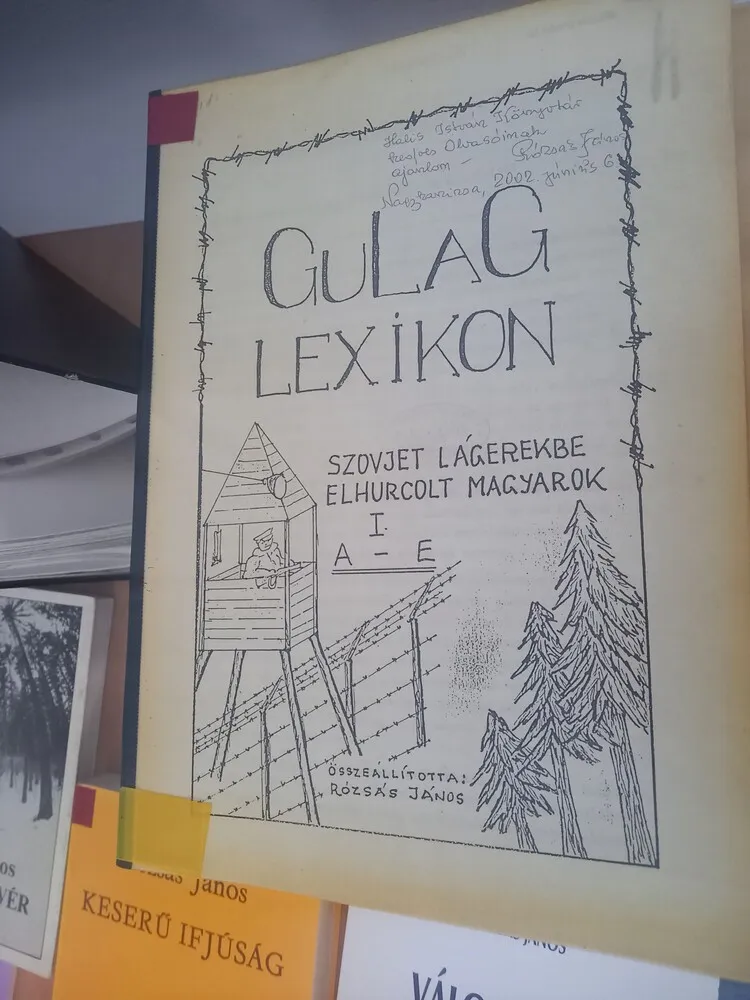 Halis István Könyvtár
kedves Olvasóinak
ajánlom - Rózsás János
Nagykanizsa, 2002. június 6.
GULAG
LEXIKON
SZOVJET LÁGEREKBE
ELHURCOLT MAGYAROK
I.
A - E
ÖSSZEÁLLÍTOTTA:
RÓZSÁS JÁNOS
János
KESERŰ IFJÚSÁG